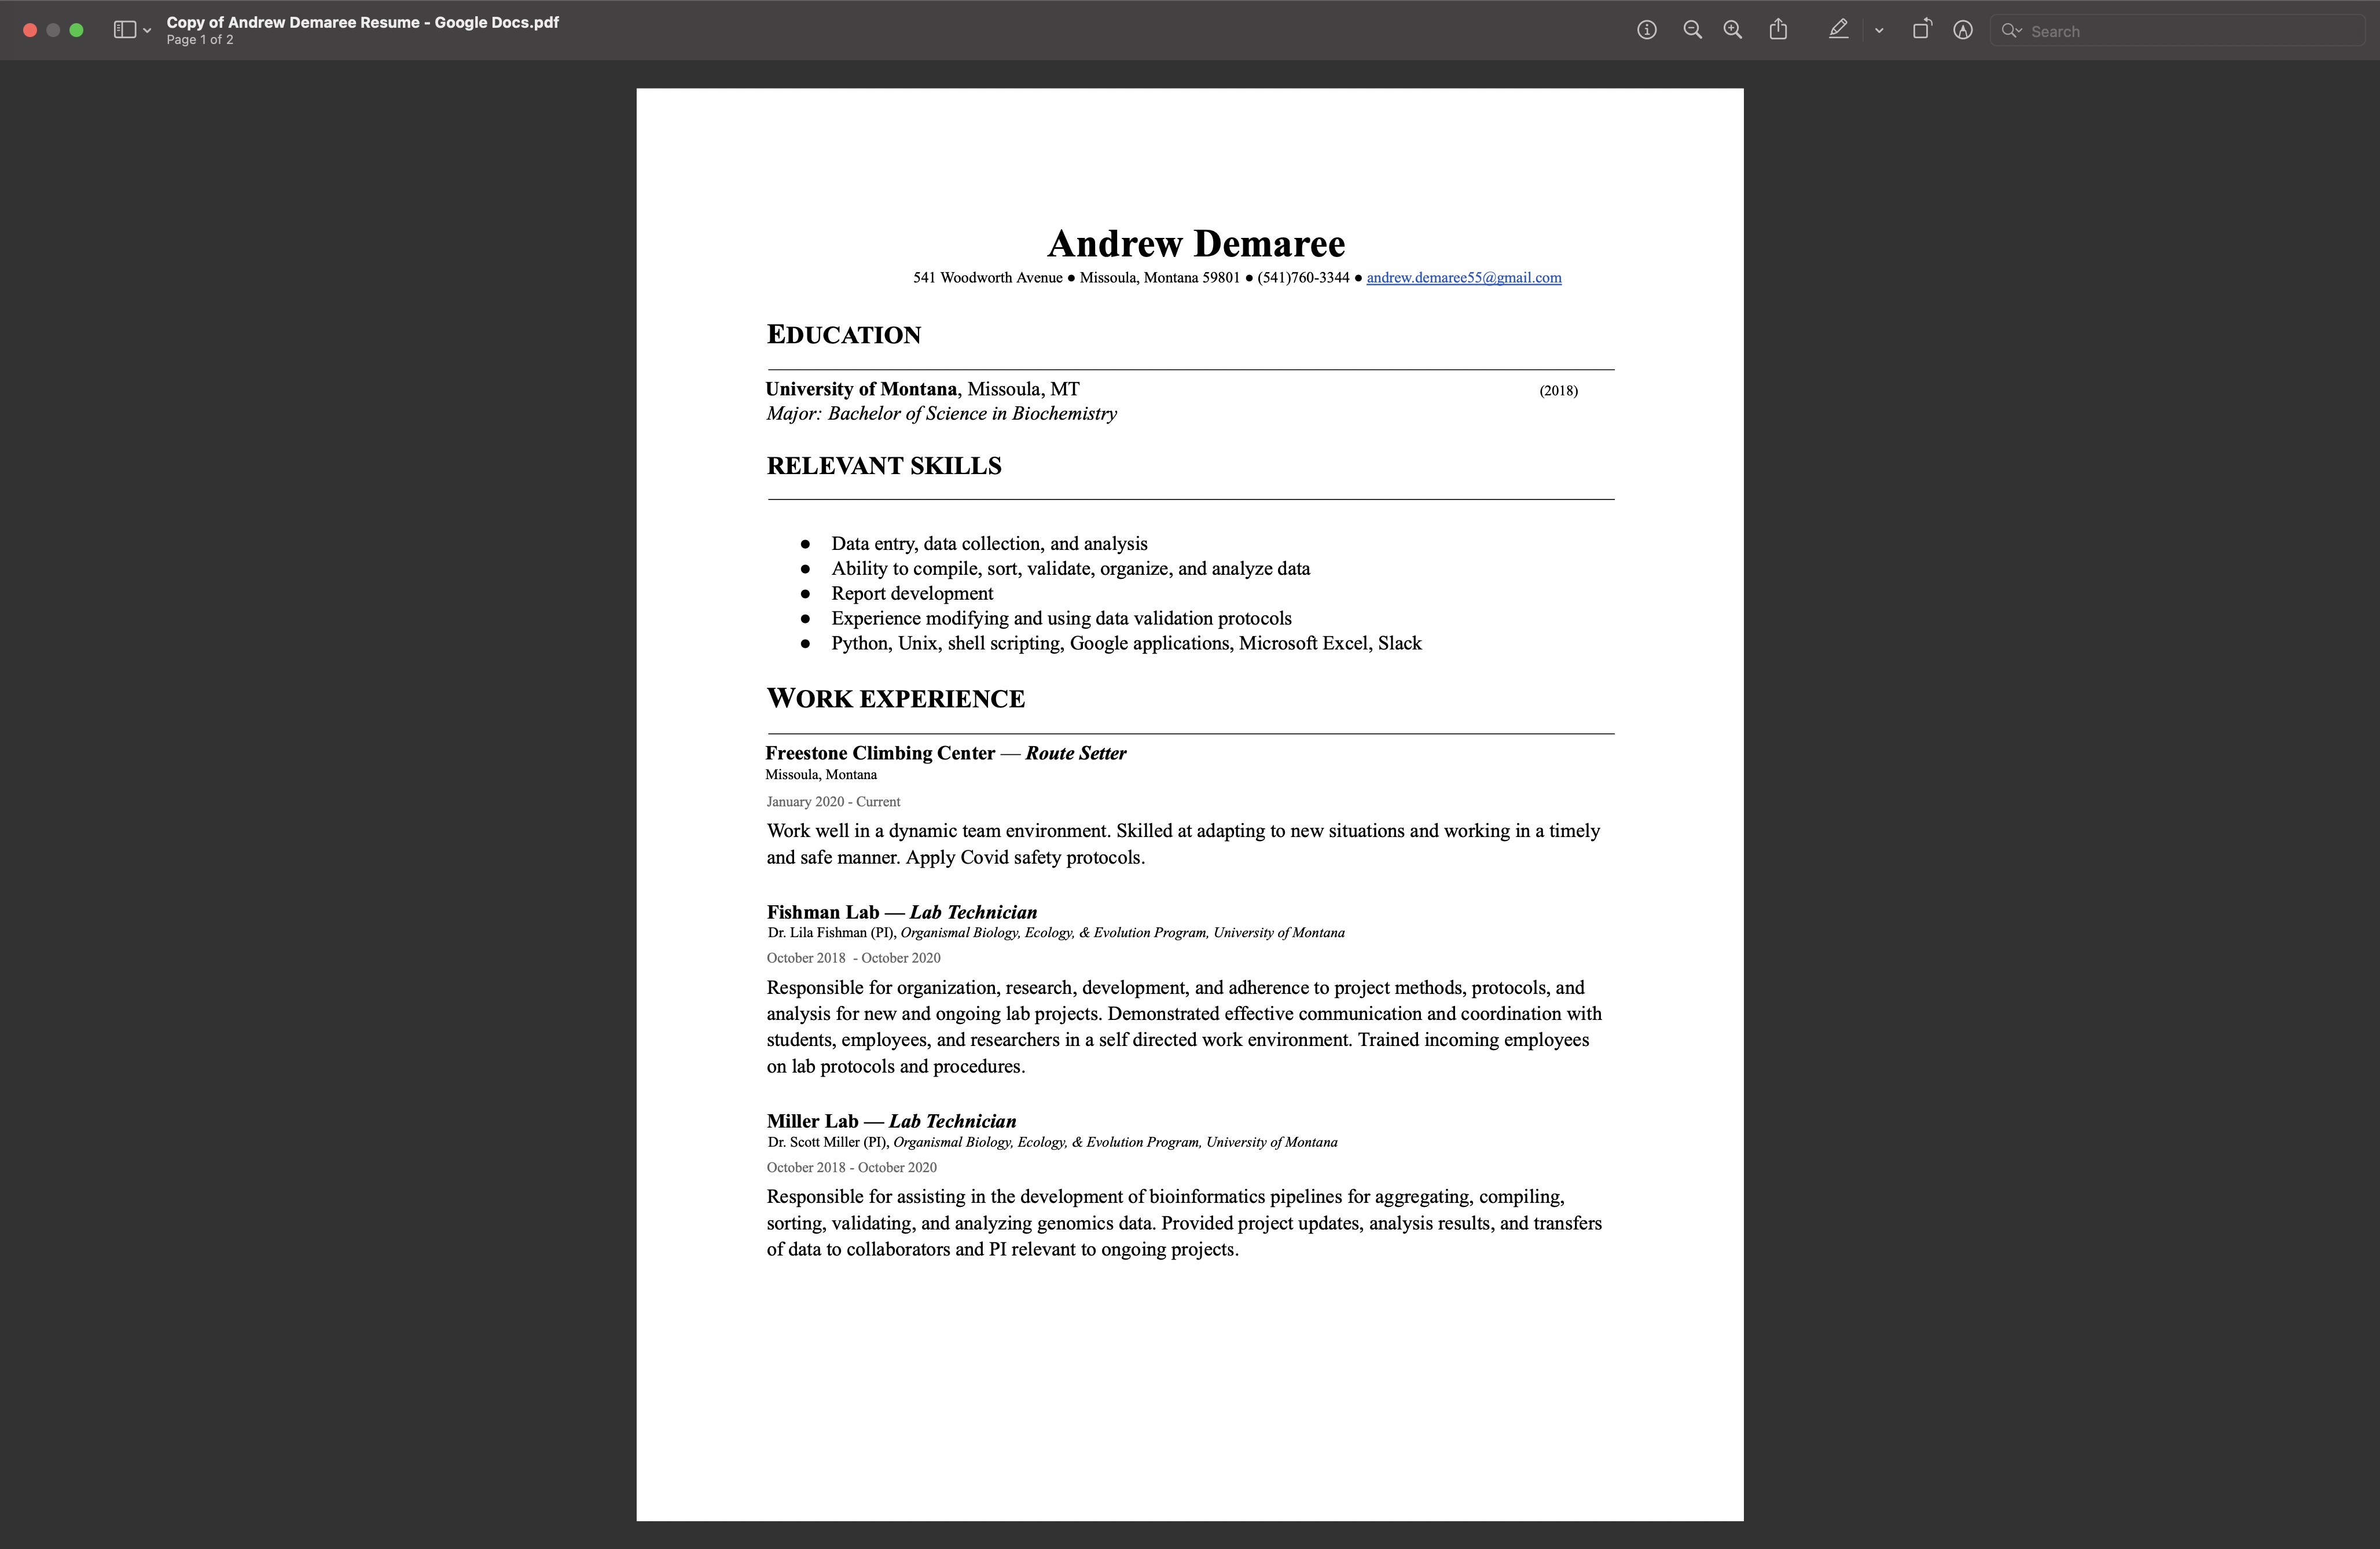 Copy of Andrew Demaree Resume - Google Docs.pdf
Page 1 of 2
Search
Andrew Demaree
541 Woodworth Avenue ● Missoula, Montana 59801 ● (541)760-3344 ● andrew.demaree55@gmail.com
EDUCATION
University of Montana, Missoula, MT (2018)
Major: Bachelor of Science in Biochemistry
RELEVANT SKILLS
● Data entry, data collection, and analysis
● Ability to compile, sort, validate, organize, and analyze data
● Report development
● Experience modifying and using data validation protocols
● Python, Unix, shell scripting, Google applications, Microsoft Excel, Slack
WORK EXPERIENCE
Freestone Climbing Center — Route Setter
Missoula, Montana
January 2020 - Current
Work well in a dynamic team environment. Skilled at adapting to new situations and working in a timely
and safe manner. Apply Covid safety protocols.
Fishman Lab — Lab Technician
Dr. Lila Fishman (PI), Organismal Biology, Ecology, & Evolution Program, University of Montana
October 2018  - October 2020
Responsible for organization, research, development, and adherence to project methods, protocols, and
analysis for new and ongoing lab projects. Demonstrated effective communication and coordination with
students, employees, and researchers in a self directed work environment. Trained incoming employees
on lab protocols and procedures.
Miller Lab — Lab Technician
Dr. Scott Miller (PI), Organismal Biology, Ecology, & Evolution Program, University of Montana
October 2018 - October 2020
Responsible for assisting in the development of bioinformatics pipelines for aggregating, compiling,
sorting, validating, and analyzing genomics data. Provided project updates, analysis results, and transfers
of data to collaborators and PI relevant to ongoing projects.